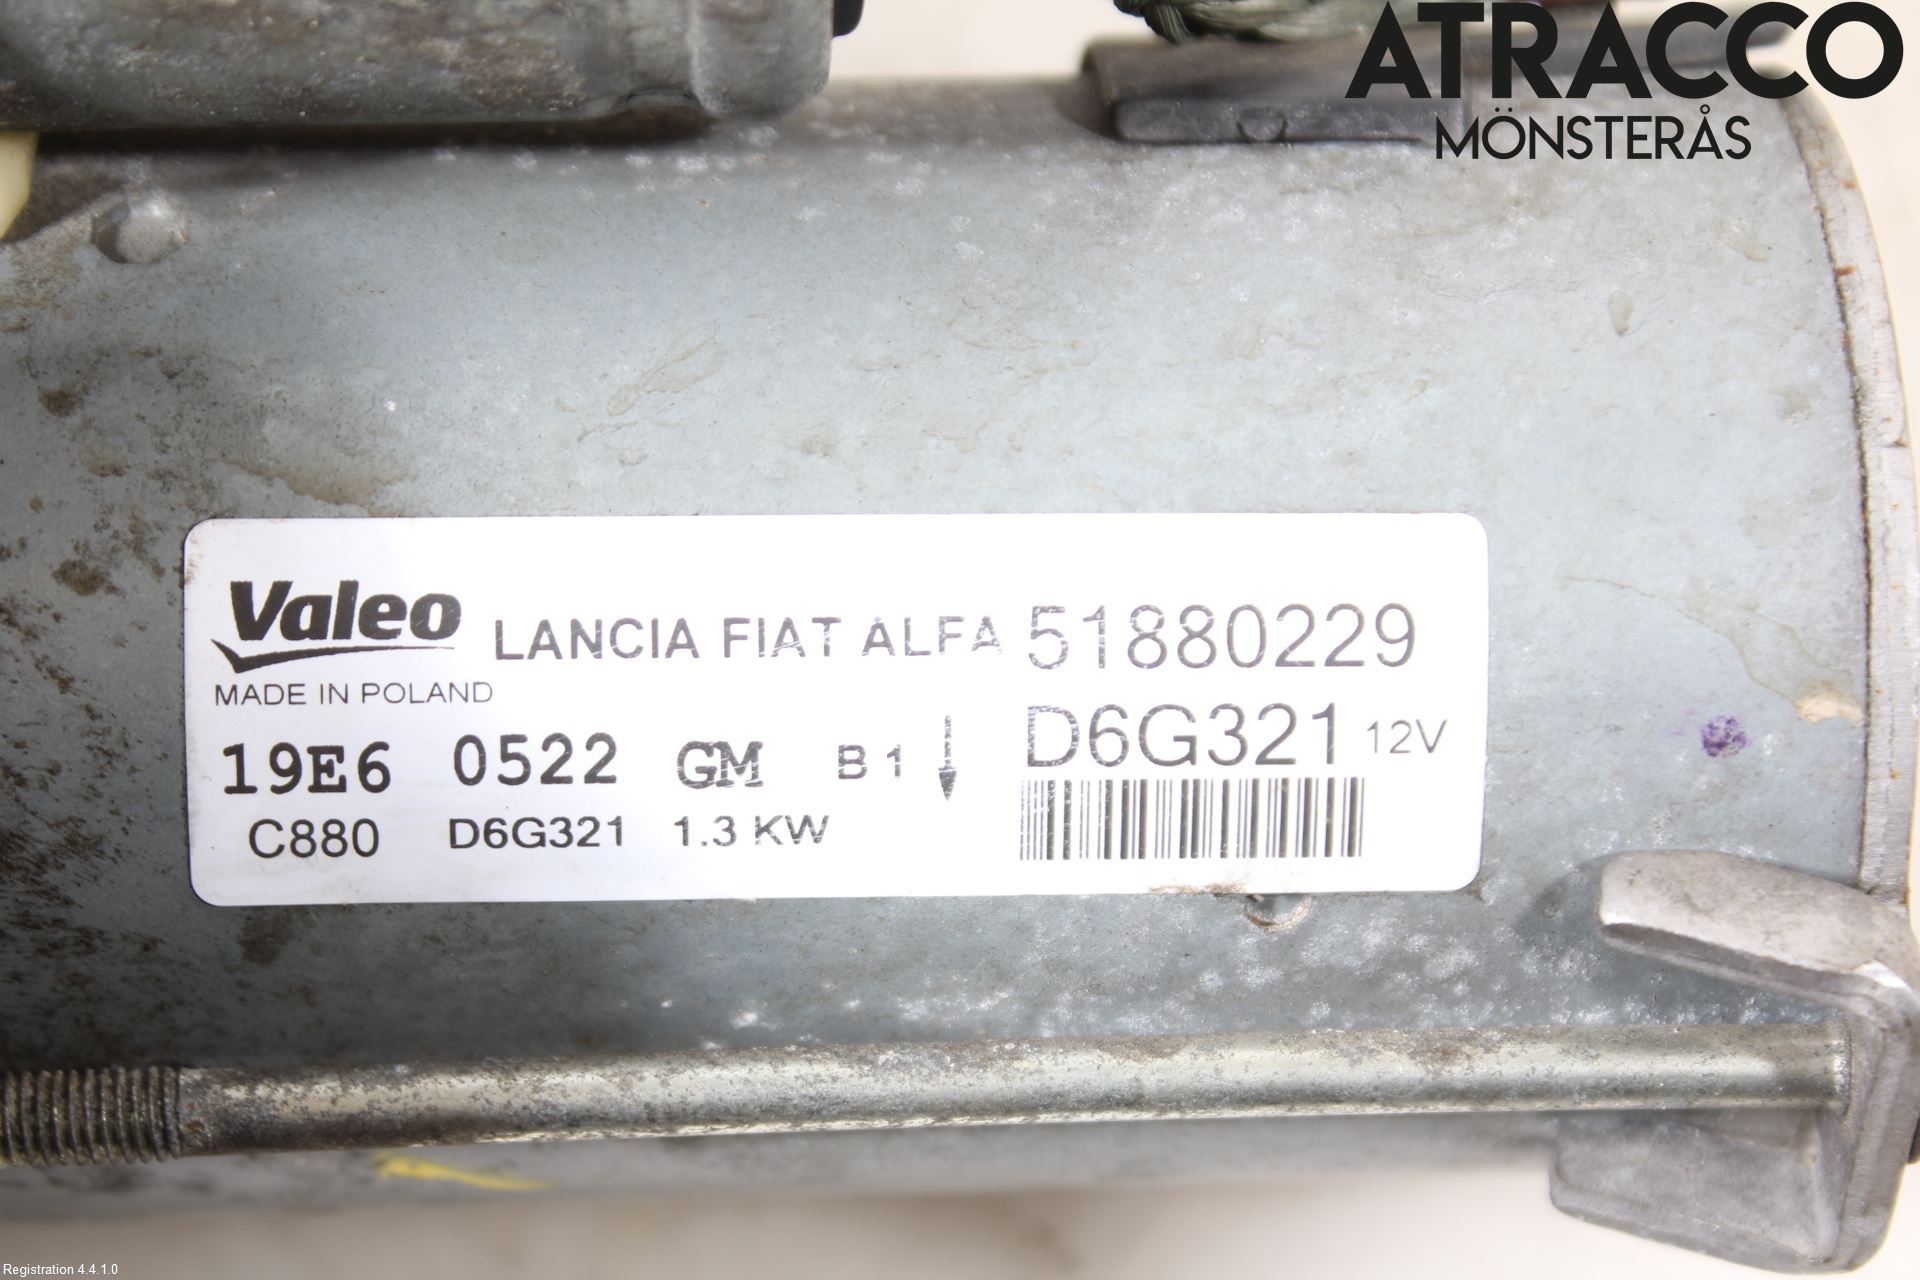 ATRACCO
MÖNSTERÅS
Valeo LANCIA FIAT ALFA 51880229
MADE IN POLAND
19E6 0522 GM B 1 D6G321 12V
C880 D6G321 1.3 KW
Registration 4.4.1.0